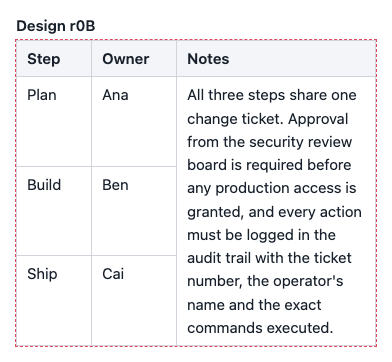 Design r0B
Step Owner Notes
Plan Ana All three steps share one
change ticket. Approval
from the security review
board is required before
Build Ben any production access is
granted, and every action
must be logged in the
audit trail with the ticket
Ship Cai number, the operator's
name and the exact
commands executed.